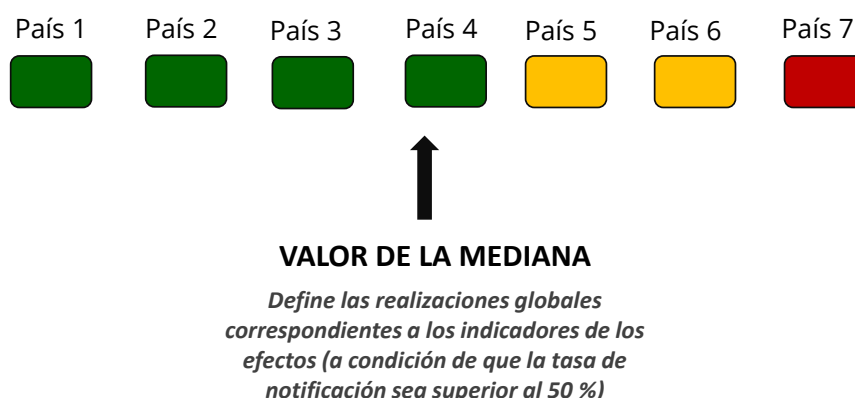 País 1 País 2 País 3 País 4 País 5 País 6 País 7
VALOR DE LA MEDIANA
Define las realizaciones globales
correspondientes a los indicadores de los
efectos (a condición de que la tasa de
notificación sea superior al 50 %)